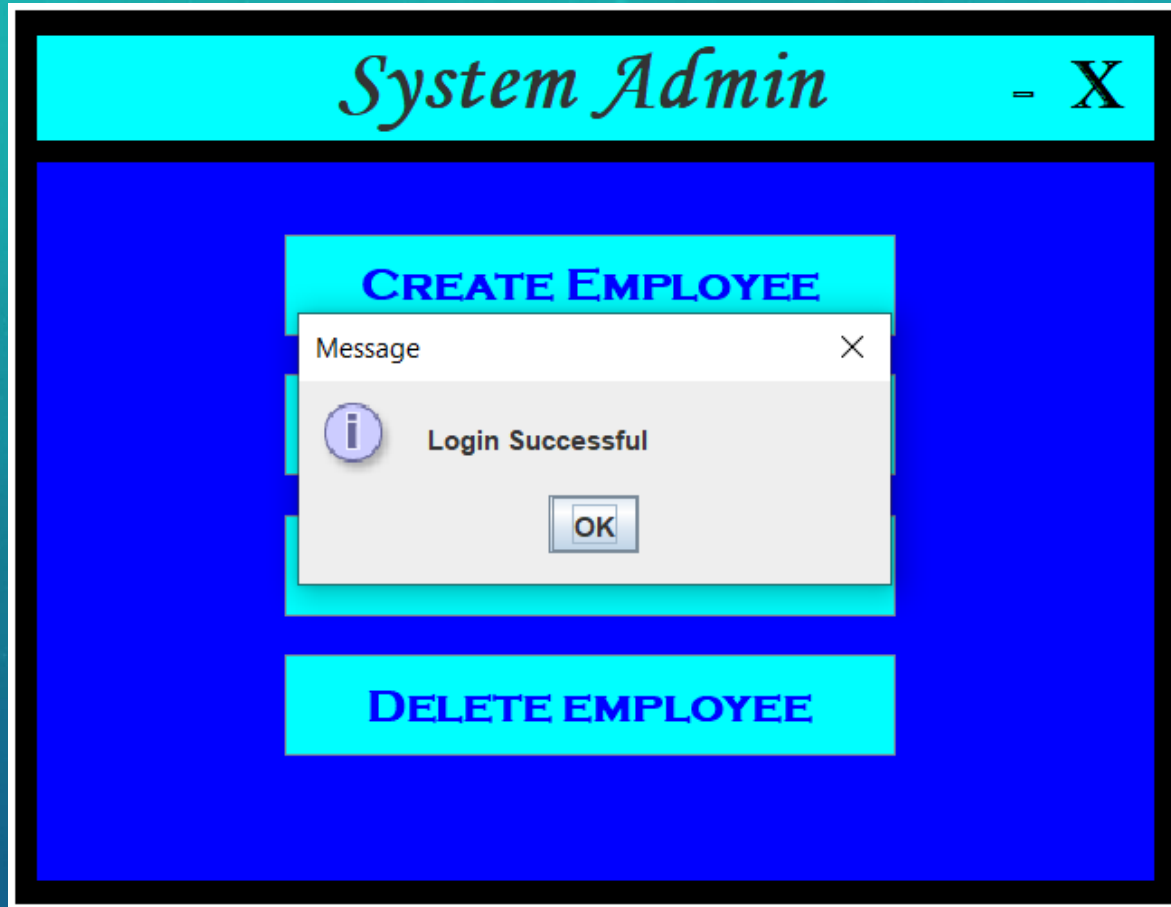 System Admin - X
CREATE EMPLOYEE
Message
i Login Successful
OK
DELETE EMPLOYEE